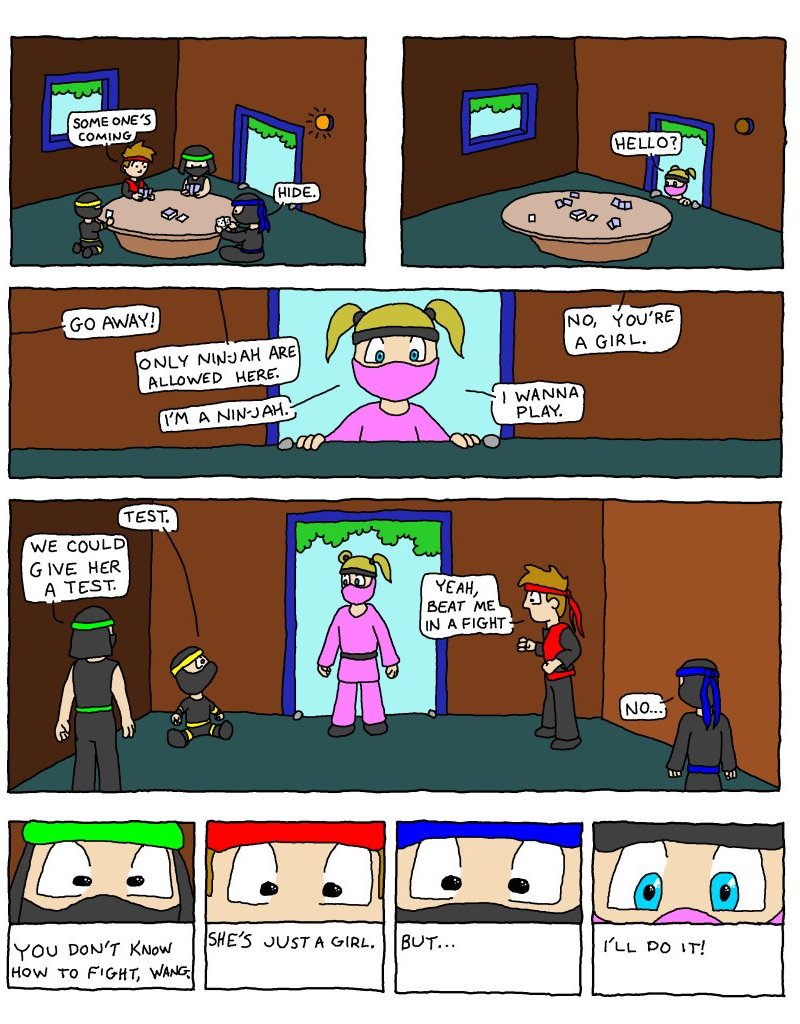 SOMEONE'S
COMING
HIDE.
HELLO?
GO AWAY!
ONLY NIN-JAH ARE
ALLOWED HERE.
I'M A NIN-JAH.
NO, YOU'RE
A GIRL.
I WANNA
PLAY.
TEST.
WE COULD
GIVE HER
A TEST.
YEAH,
BEAT ME
IN A FIGHT
NO...
YOU DON'T KNOW
HOW TO FIGHT, WANG.
SHE'S JUST A GIRL.
BUT...
I'LL DO IT!